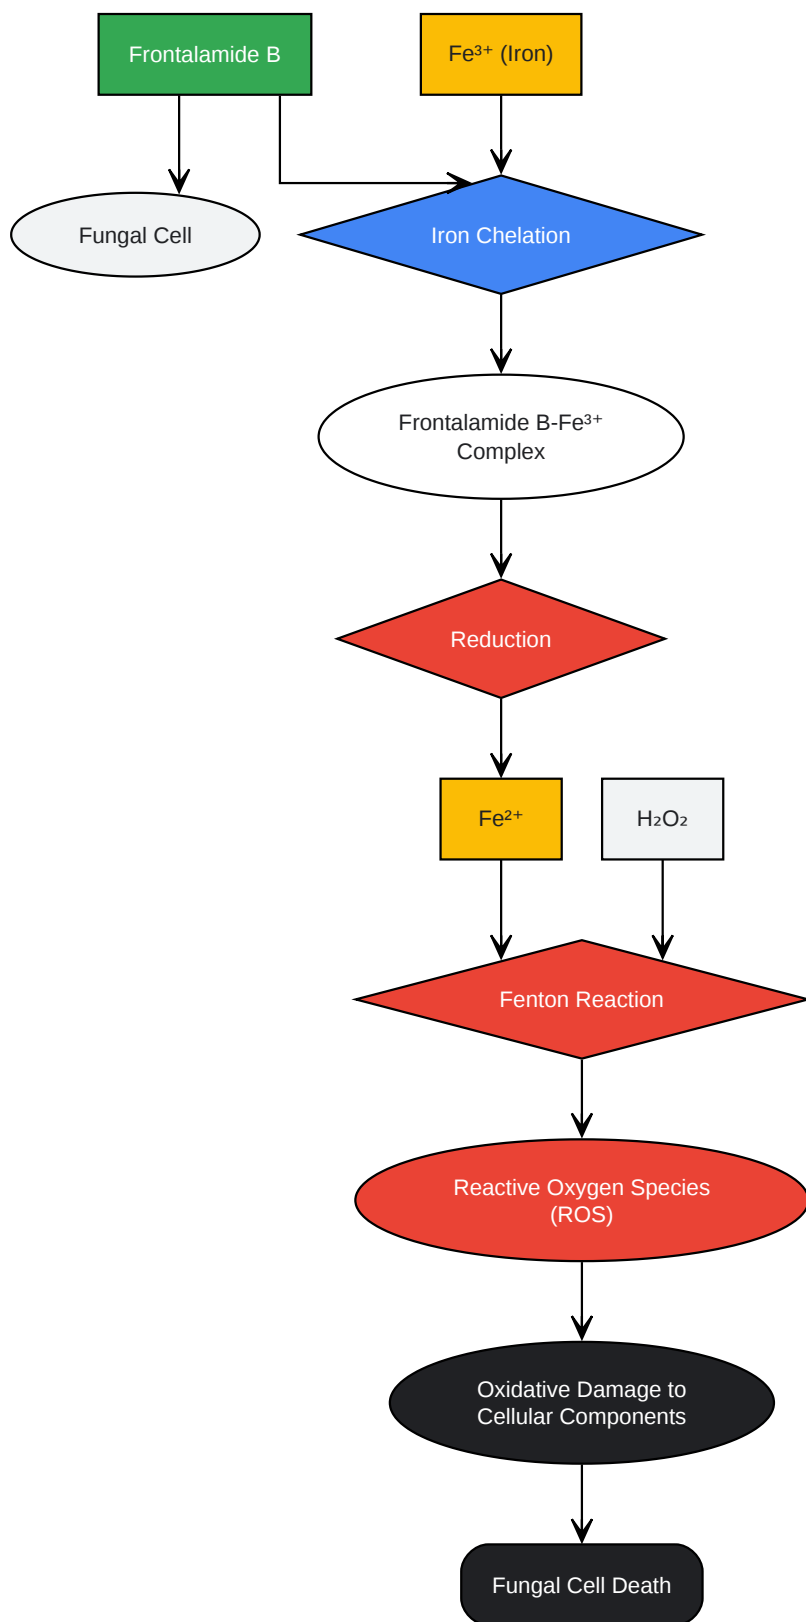 Frontalamide B
Fe³⁺ (Iron)
Fungal Cell
Iron Chelation
Frontalamide B-Fe³⁺
Complex
Reduction
Fe²⁺
H₂O₂
Fenton Reaction
Reactive Oxygen Species
(ROS)
Oxidative Damage to
Cellular Components
Fungal Cell Death